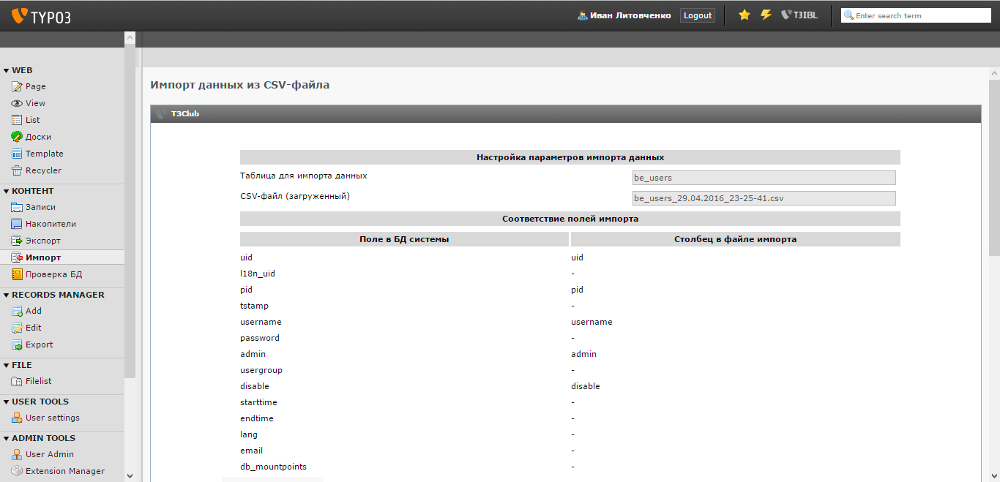 TYPO3
Иван Литовченко
Logout
T3IBL
Enter search term
WEB
Page
View
List
Доски
Template
Recycler
КОНТЕНТ
Записи
Накопители
Экспорт
Импорт
Проверка БД
RECORDS MANAGER
Add
Edit
Export
FILE
Filelist
USER TOOLS
User settings
ADMIN TOOLS
User Admin
Extension Manager
Импорт данных из CSV-файла
T3Club
Настройка параметров импорта данных
Таблица для импорта данных be_users
CSV-файл (загруженный) be_users_29.04.2016_23-25-41.csv
Соответствие полей импорта
Поле в БД системы Столбец в файле импорта
uid uid
l18n_uid -
pid pid
tstamp -
username username
password -
admin admin
usergroup -
disable disable
starttime -
endtime -
lang -
email -
db_mountpoints -